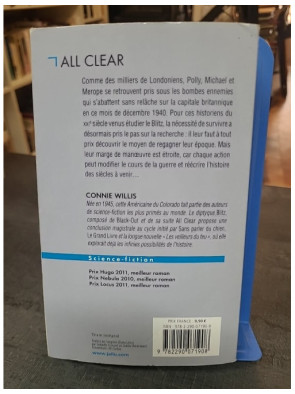 ALL CLEAR
Comme des milliers de Londoniens, Polly, Michael et
Merope se retrouvent pris sous les bombes ennemies
qui s'abattent sans relâche sur la capitale britannique
en ce mois de décembre 1940. Pour ces historiens du
XXIe siècle venus étudier le Blitz, la nécessité de survivre a
désormais pris le pas sur la recherche : il leur faut à tout
prix découvrir le moyen de regagner leur époque. Mais
leur marge de manœuvre est étroite, car chaque action
peut modifier le cours de la guerre et réécrire l'histoire
des siècles à venir...
CONNIE WILLIS
Née en 1945, cette Américaine du Colorado fait partie des auteurs
de science-fiction les plus primés au monde. Le diptyque Blitz,
composé de Black-Out et de sa suite All Clear propose une
conclusion magistrale au cycle initié par Sans parler du chien,
Le Grand Livre et la longue nouvelle « Les veilleurs du feu », où elle
explorait déjà les infinies possibilités de l'histoire.
Science-fiction
Prix Hugo 2011, meilleur roman
Prix Nebula 2010, meilleur roman
Prix Locus 2011, meilleur roman
www.jailu.com
PRIX FRANCE
9 782290 071908